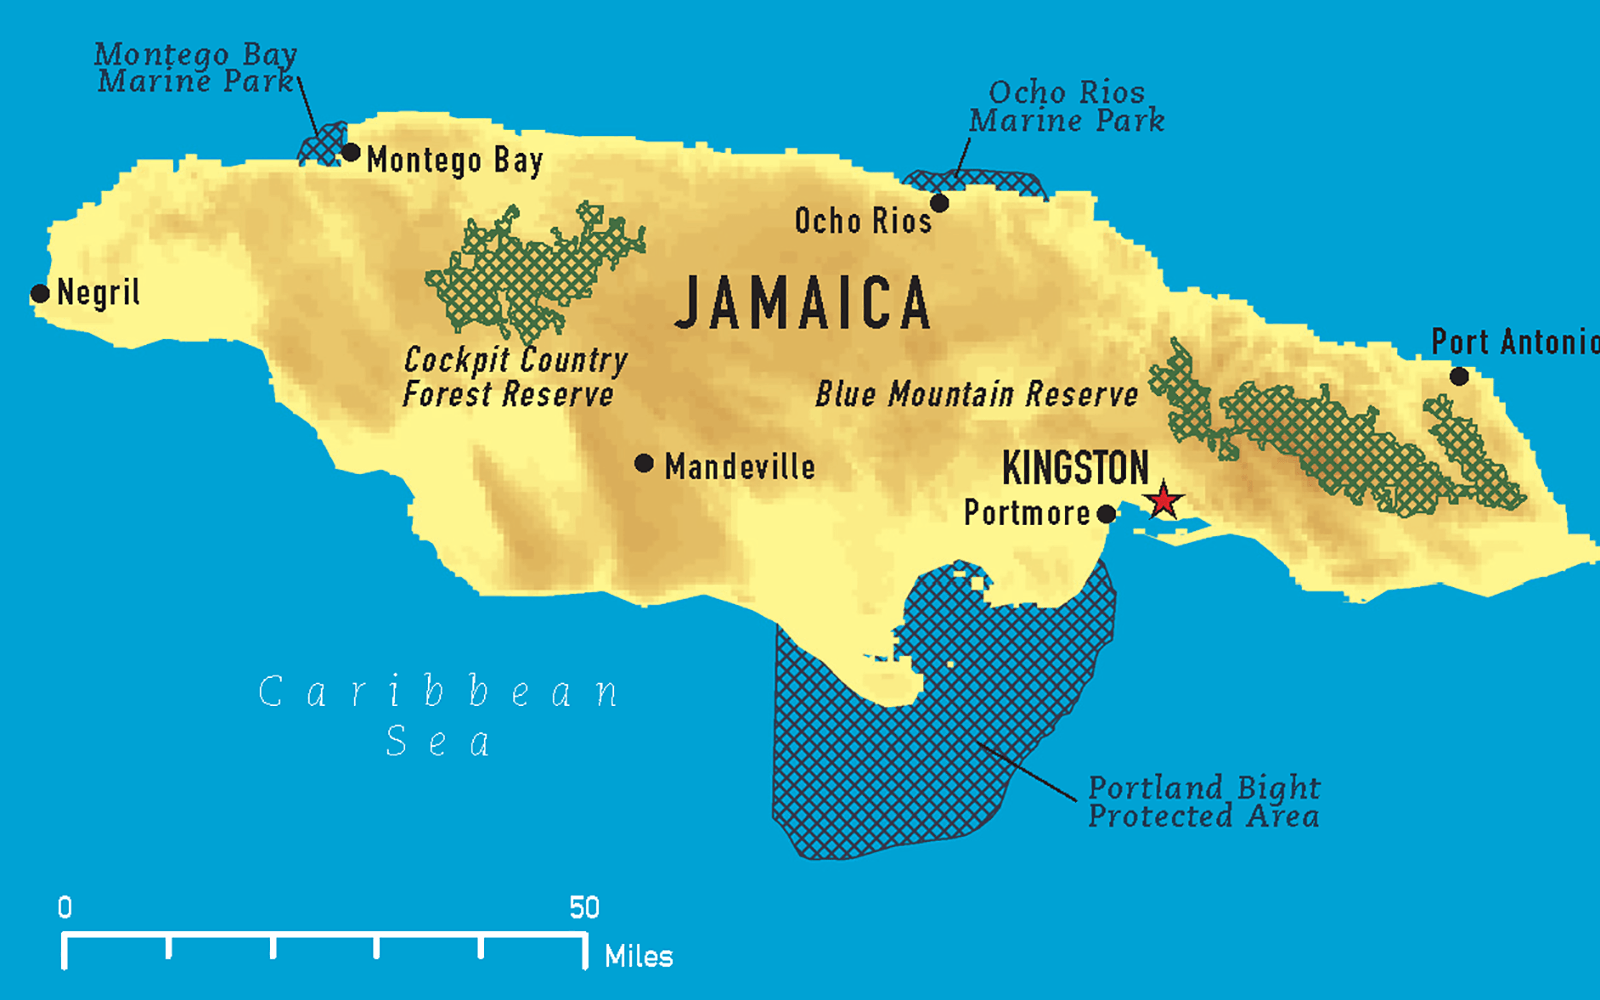 Montego Bay
Marine Park
Ocho Rios
Marine Park
Montego Bay
Ocho Rios
Negril
JAMAICA
Port Antonio
Cockpit Country
Forest Reserve
Blue Mountain Reserve
Mandeville
KINGSTON
Portmore
Caribbean
Sea
Portland Bight
Protected Area
0 50
Miles